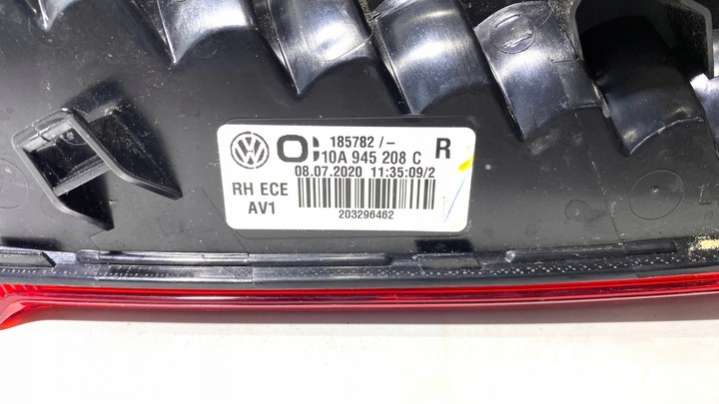 185782 /-
10A 945 208 C R
08.07.2020 11:35:09/2
RH ECE
AV1
203296462